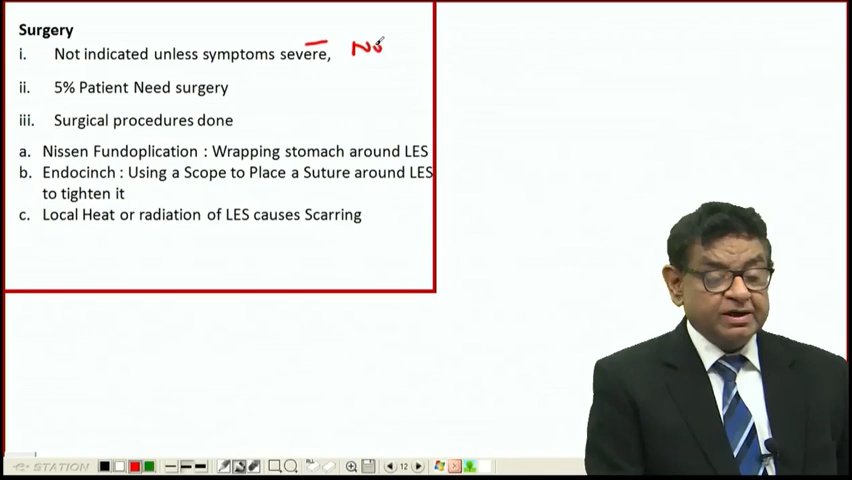 Surgery
i. Not indicated unless symptoms severe, No
ii. 5% Patient Need surgery
iii. Surgical procedures done
a. Nissen Fundoplication : Wrapping stomach around LES
b. Endocinch : Using a Scope to Place a Suture around LES
to tighten it
c. Local Heat or radiation of LES causes Scarring
e-STATION 12